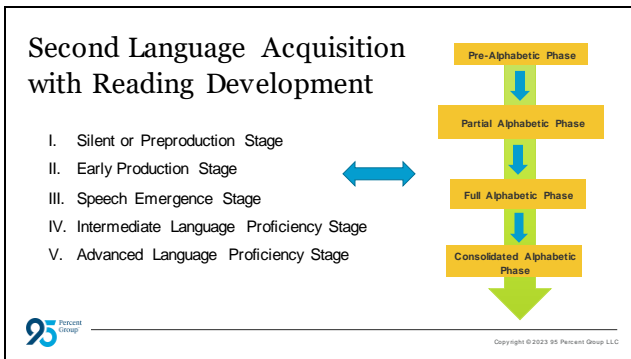 Second Language Acquisition
with Reading Development
I. Silent or Preproduction Stage
II. Early Production Stage
III. Speech Emergence Stage
IV. Intermediate Language Proficiency Stage
V. Advanced Language Proficiency Stage
Pre-Alphabetic Phase
Partial Alphabetic Phase
Full Alphabetic Phase
Consolidated Alphabetic
Phase
95 Percent
Group
Copyright © 2023 95 Percent Group LLC